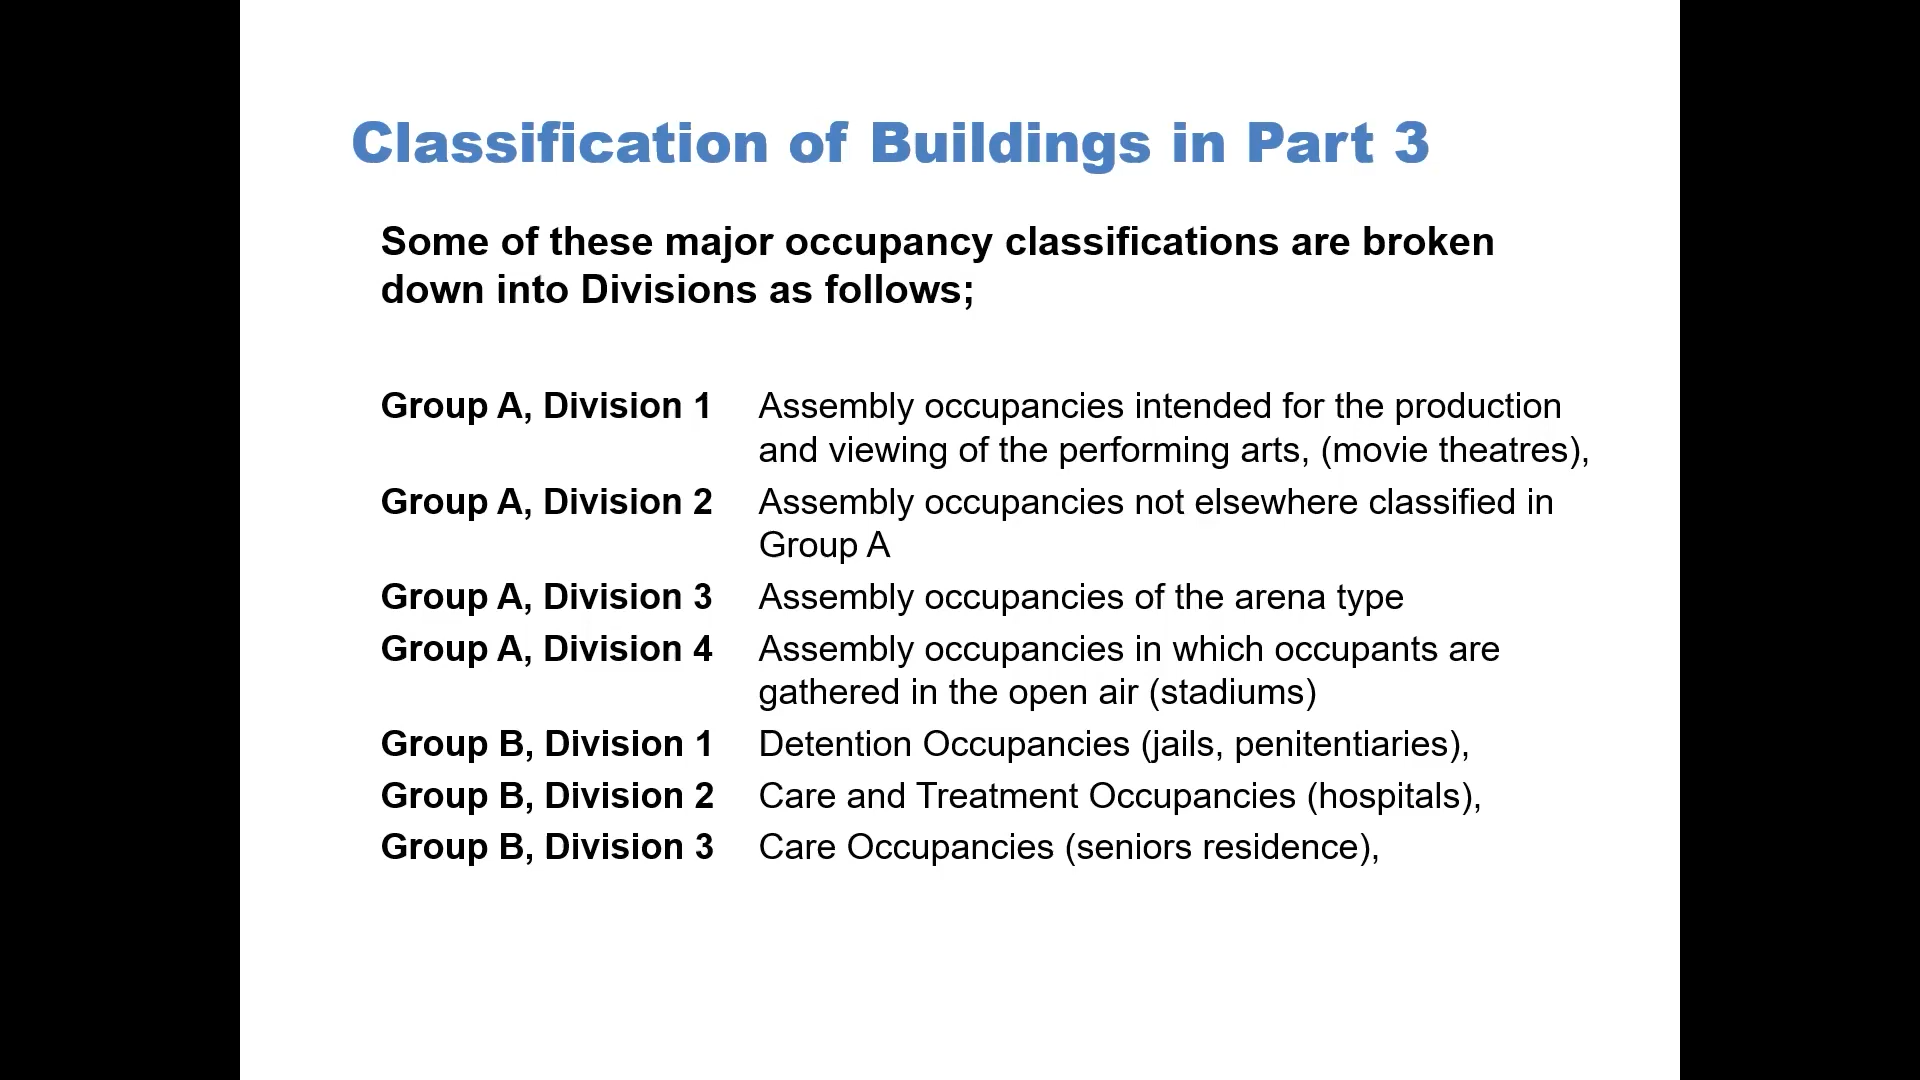 Classification of Buildings in Part 3
Some of these major occupancy classifications are broken
down into Divisions as follows;
Group A, Division 1 Assembly occupancies intended for the production
and viewing of the performing arts, (movie theatres),
Group A, Division 2 Assembly occupancies not elsewhere classified in
Group A
Group A, Division 3 Assembly occupancies of the arena type
Group A, Division 4 Assembly occupancies in which occupants are
gathered in the open air (stadiums)
Group B, Division 1 Detention Occupancies (jails, penitentiaries),
Group B, Division 2 Care and Treatment Occupancies (hospitals),
Group B, Division 3 Care Occupancies (seniors residence),